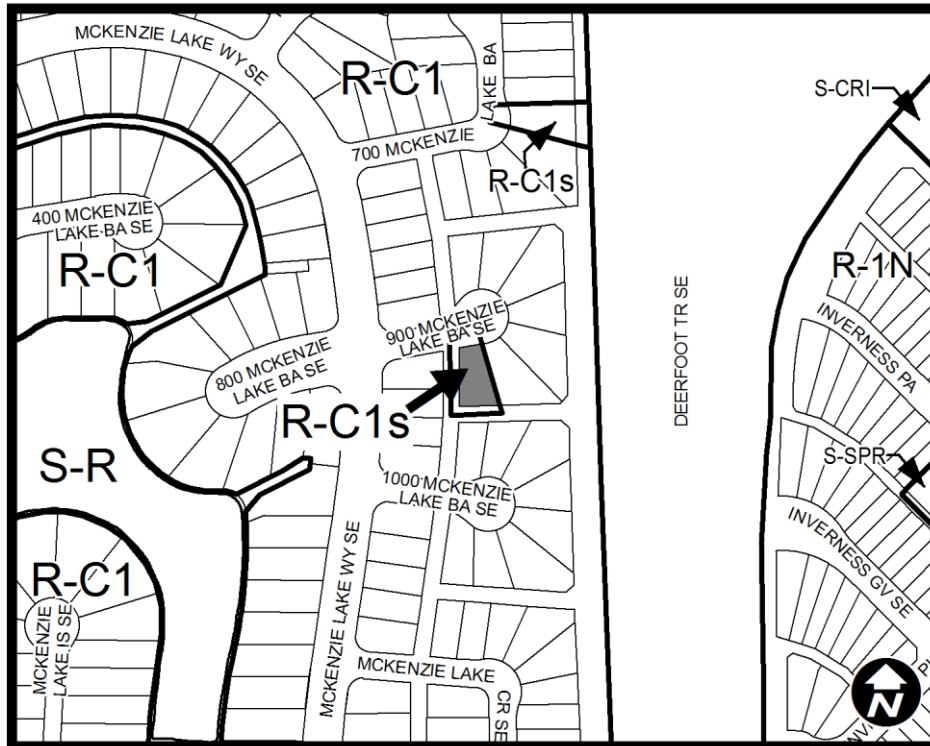 MCKENZIE LAKE WY SE
R-C1
LAKE BA
700 MCKENZIE
R-C1s
S-CRI
400 MCKENZIE
LAKE BA SE
R-C1
R-1N
INVERNESS PA
900 MCKENZIE
LAKE BA SE
800 MCKENZIE
LAKE BA SE
R-C1s
DEERFOOT TR SE
S-R
S-SPR
1000 MCKENZIE
LAKE BA SE
INVERNESS GV SE
R-C1
MCKENZIE
LAKE IS SE
MCKENZIE LAKE WY SE
MCKENZIE LAKE
CR SE
N